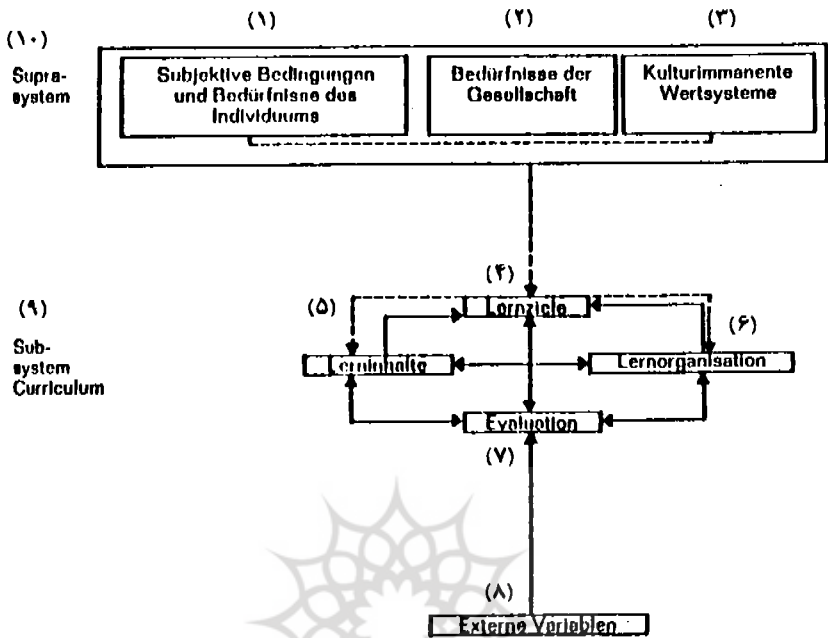 (۱) (۲) (۳)
(۱۰)
Supra-
system
Subjektive Bedingungen
und Bedürfnisse des
Individuums
Bedürfnisse der
Gesellschaft
Kulturimmanente
Wertsysteme
(۴)
(۹) (۵) Lernziele (۶)
Sub-
system
Curriculum
Lerninhalte
Lernorganisation
Evaluation
(۷)
(۸)
Externe Variablen